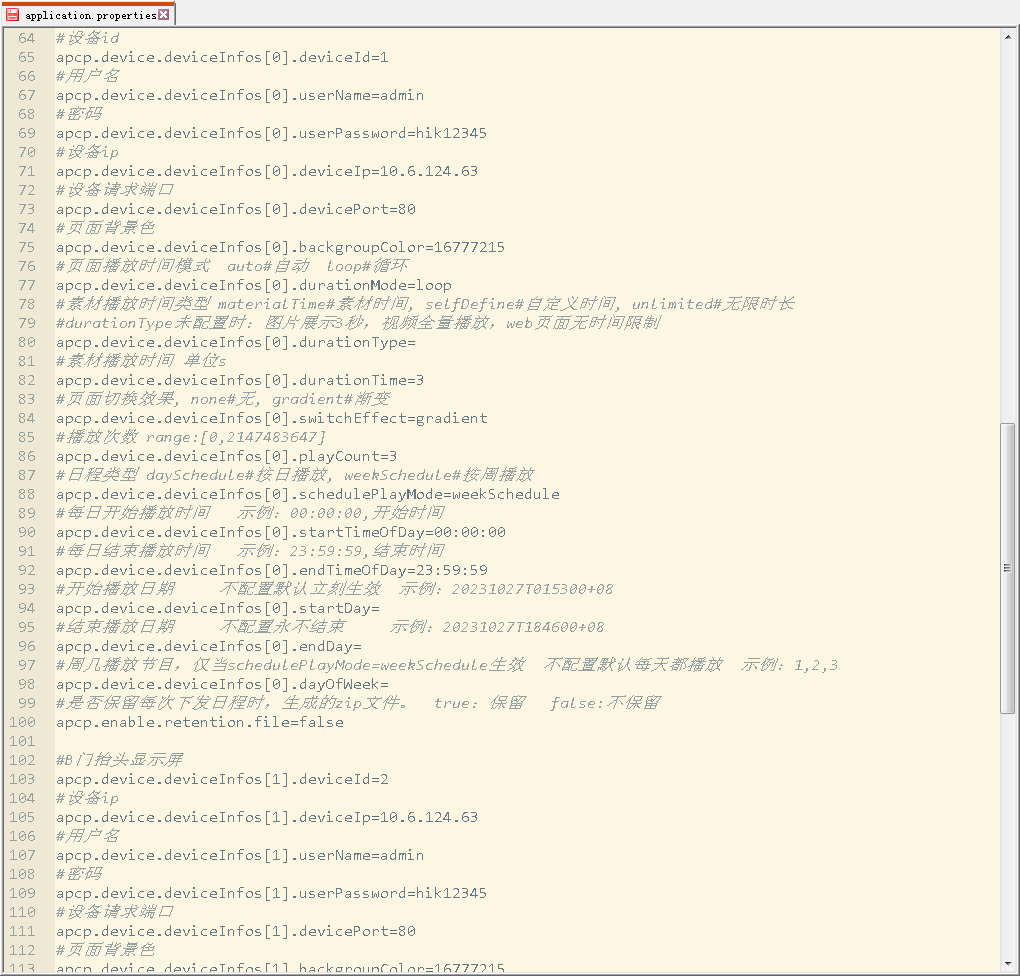 application.properties
64 #设备id
65 apcp.device.deviceInfos[0].deviceId=1
66 #用户名
67 apcp.device.deviceInfos[0].userName=admin
68 #密码
69 apcp.device.deviceInfos[0].userPassword=hik12345
70 #设备ip
71 apcp.device.deviceInfos[0].deviceIp=10.6.124.63
72 #设备请求端口
73 apcp.device.deviceInfos[0].devicePort=80
74 #页面背景色
75 apcp.device.deviceInfos[0].backgroupColor=16777215
76 #页面播放时间模式  auto#自动  loop#循环
77 apcp.device.deviceInfos[0].durationMode=loop
78 #素材播放时间类型 materialTime#素材时间, selfDefine#自定义时间, unlimited#无限时长
79 #durationType未配置时：图片展示3秒，视频全量播放，web页面无时间限制
80 apcp.device.deviceInfos[0].durationType=
81 #素材播放时间 单位s
82 apcp.device.deviceInfos[0].durationTime=3
83 #页面切换效果, none#无, gradient#渐变
84 apcp.device.deviceInfos[0].switchEffect=gradient
85 #播放次数 range:[0,2147483647]
86 apcp.device.deviceInfos[0].playCount=3
87 #日程类型 daySchedule#按日播放, weekSchedule#按周播放
88 apcp.device.deviceInfos[0].schedulePlayMode=weekSchedule
89 #每日开始播放时间   示例：00:00:00,开始时间
90 apcp.device.deviceInfos[0].startTimeOfDay=00:00:00
91 #每日结束播放时间   示例：23:59:59,结束时间
92 apcp.device.deviceInfos[0].endTimeOfDay=23:59:59
93 #开始播放日期     不配置默认立刻生效  示例：20231027T015300+08
94 apcp.device.deviceInfos[0].startDay=
95 #结束播放日期     不配置永不结束     示例：20231027T184600+08
96 apcp.device.deviceInfos[0].endDay=
97 #周几播放节目，仅当schedulePlayMode=weekSchedule生效  不配置默认每天都播放  示例：1,2,3
98 apcp.device.deviceInfos[0].dayOfWeek=
99 #是否保留每次下发日程时，生成的zip文件。  true：保留   false:不保留
100 apcp.enable.retention.file=false
101
102 #B门抬头显示屏
103 apcp.device.deviceInfos[1].deviceId=2
104 #设备ip
105 apcp.device.deviceInfos[1].deviceIp=10.6.124.63
106 #用户名
107 apcp.device.deviceInfos[1].userName=admin
108 #密码
109 apcp.device.deviceInfos[1].userPassword=hik12345
110 #设备请求端口
111 apcp.device.deviceInfos[1].devicePort=80
112 #页面背景色
113 apcp.device.deviceInfos[1].backgroupColor=16777215